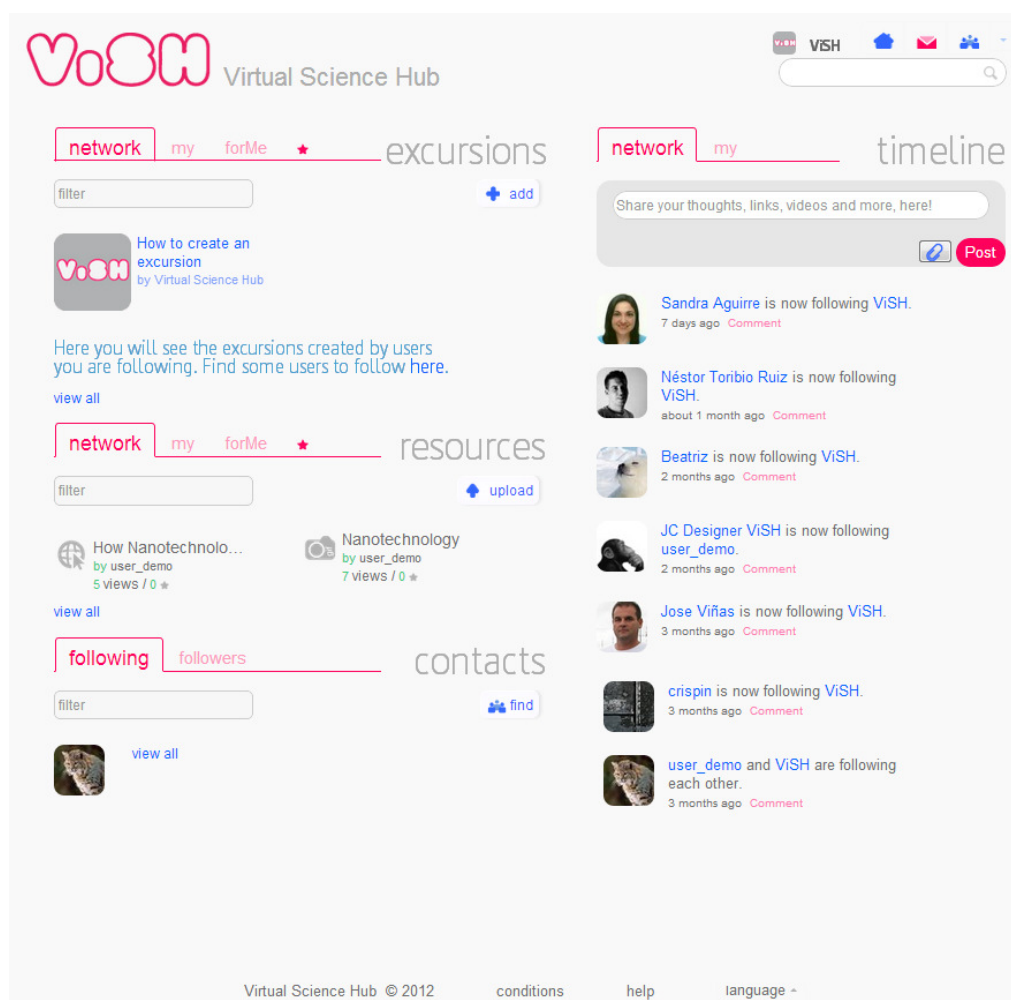 ViSH Virtual Science Hub
ViSH ViSH
network my forMe excursions
filter
add
ViSH
How to create an
excursion
by Virtual Science Hub
Here you will see the excursions created by users
you are following. Find some users to follow here.
view all
network my forMe resources
filter
upload
How Nanotechnolo...
by user_demo
5 views / 0
Nanotechnology
by user_demo
7 views / 0
view all
following followers contacts
filter
find
view all
network my timeline
Share your thoughts, links, videos and more, here!
Post
Sandra Aguirre is now following ViSH.
7 days ago Comment
Néstor Toribio Ruiz is now following
ViSH.
about 1 month ago Comment
Beatriz is now following ViSH.
2 months ago Comment
JC Designer ViSH is now following
user_demo.
2 months ago Comment
Jose Viñas is now following ViSH.
3 months ago Comment
crispin is now following ViSH.
3 months ago Comment
user_demo and ViSH are following
each other.
3 months ago Comment
Virtual Science Hub © 2012 conditions help language